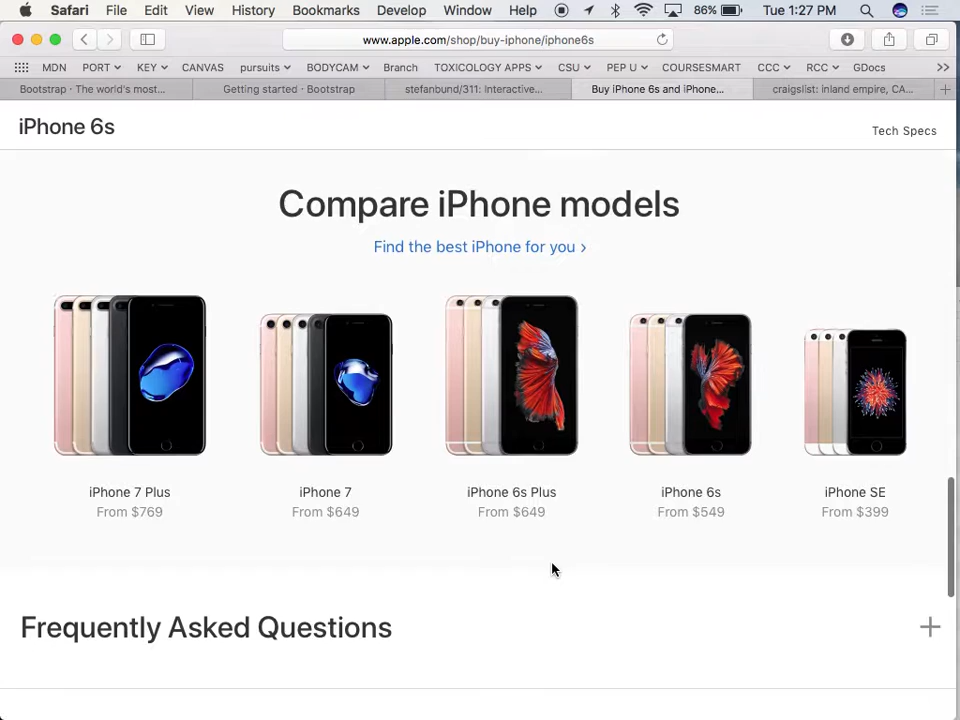 Safari File Edit View History Bookmarks Develop Window Help 86% Tue 1:27 PM
www.apple.com/shop/buy-iphone/iphone6s
MDN PORT KEY CANVAS pursuits BODYCAM Branch TOXICOLOGY APPS CSU PEP U COURSESMART CCC RCC GDocs
Bootstrap · The world's most... Getting started · Bootstrap stefanbund/311: Interactive... Buy iPhone 6s and iPhone... craigslist: inland empire, CA...
iPhone 6s
Tech Specs
Compare iPhone models
Find the best iPhone for you ›
iPhone 7 Plus iPhone 7 iPhone 6s Plus iPhone 6s iPhone SE
From $769 From $649 From $649 From $549 From $399
Frequently Asked Questions